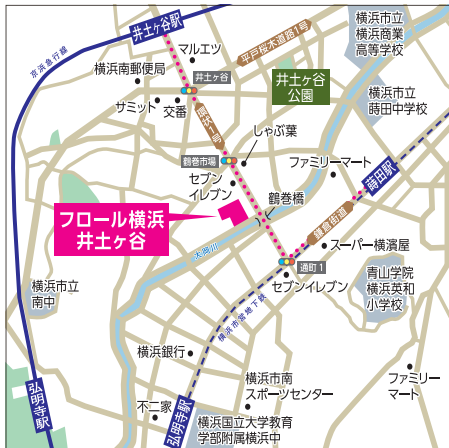 井土ヶ谷駅
マルエツ
平戸桜木道路1号
横浜市立
横浜商業
高等学校
京浜急行線
横浜南郵便局
井土ヶ谷
井土ヶ谷
公園
横浜市立
蒔田中学校
サミット
交番
環状1号
しゃぶ葉
鶴巻市場
ファミリーマート
蒔田駅
セブン
イレブン
鶴巻橋
フロール横浜
井土ヶ谷
鎌倉街道
スーパー横濱屋
大岡川
通町1
セブンイレブン
青山学院
横浜英和
小学校
横浜市立
南中
横浜市営地下鉄
横浜銀行
弘明寺駅
不二家
弘明寺駅
横浜市南
スポーツセンター
ファミリー
マート
横浜国立大学教育
学部附属横浜中